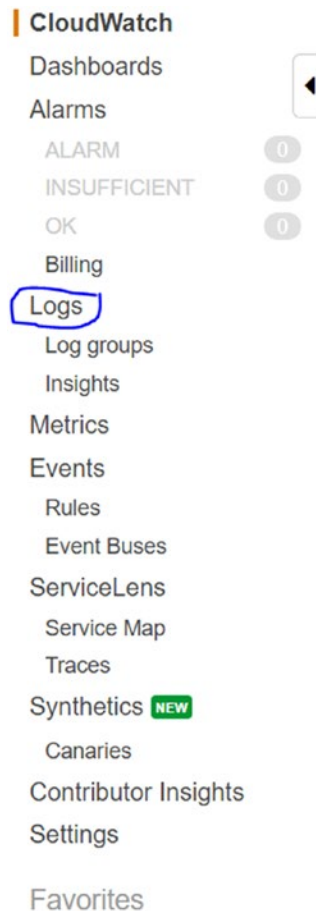 CloudWatch
Dashboards
Alarms
ALARM 0
INSUFFICIENT 0
OK 0
Billing
Logs
Log groups
Insights
Metrics
Events
Rules
Event Buses
ServiceLens
Service Map
Traces
Synthetics NEW
Canaries
Contributor Insights
Settings
Favorites